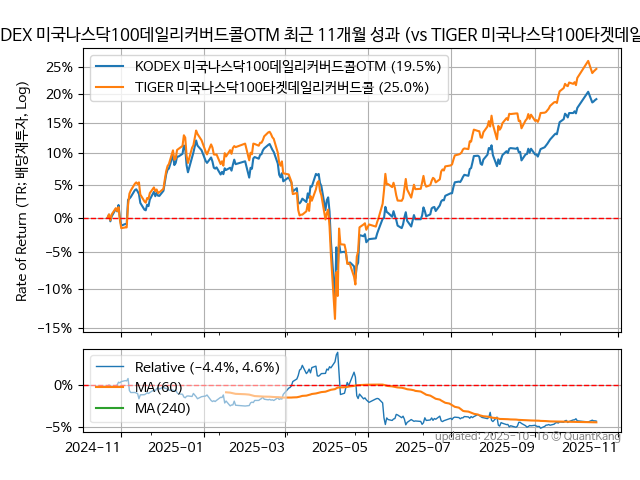 DEX 미국나스닥100데일리커버드콜OTM 최근 11개월 성과 (vs TIGER 미국나스닥100타겟데일
Rate of Return (TR: 배당재투자, Log)
25%
20%
15%
10%
5%
0%
−5%
−10%
−15%
KODEX 미국나스닥100데일리커버드콜OTM (19.5%)
TIGER 미국나스닥100타겟데일리커버드콜 (25.0%)
0%
−5%
Relative (−4.4%, 4.6%)
MA(60)
MA(240)
updated: 2025-10-16 © QuantKang
2024−11
2025−01
2025−03
2025−05
2025−07
2025−09
2025−11